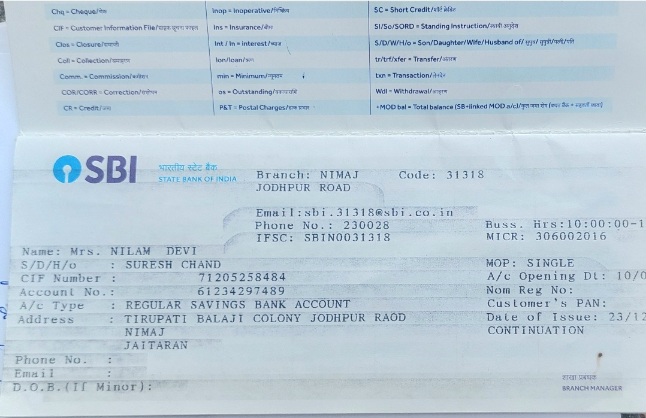 Chq = Cheque/चेक
Inop = Inoperative/निष्क्रिय
SC = Short Credit/शॉर्ट क्रेडिट
CIF = Customer Information File/ग्राहक सूचना फाइल
Ins = Insurance/बीमा
SI/So/SORD = Standing Instruction/स्थायी अनुदेश
Clos = Closure/समाप्ति
Int / In = Interest/ब्याज
S/D/W/H/o = Son/Daughter/Wife/Husband of/
Coll = Collection/
lon/loan/ऋण
tr/trf/xfer = Transfer/अंतरण
Comm. = Commission/कमीशन
min = Minimum/न्यूनतम
txn = Transaction/लेनदेन
COR/CORR = Correction/
os = Outstanding/
Wdl = Withdrawal/आहरण
CR = Credit/जमा
P&T = Postal Charges/डाक प्रभार
+MOD bal = Total balance (SB+linked MOD a/c)/
SBI
भारतीय स्टेट बैंक
STATE BANK OF INDIA
Branch: NIMAJ Code: 31318
JODHPUR ROAD
Email:sbi.31318@sbi.co.in
Phone No.: 230028 Buss. Hrs:10:00:00-1
IFSC: SBIN0031318 MICR: 306002016
Name: Mrs. NILAM DEVI
S/D/H/o : SURESH CHAND MOP: SINGLE
CIF Number : 71205258484 A/c Opening Dt: 10/0
Account No.: 61234297489 Nom Reg No:
A/c Type : REGULAR SAVINGS BANK ACCOUNT Customer's PAN:
Address : TIRUPATI BALAJI COLONY JODHPUR RAOD Date of Issue: 23/12
NIMAJ CONTINUATION
JAITARAN
Phone No. :
Email :
D.O.B.(If Minor):
शाखा प्रबंधक
BRANCH MANAGER